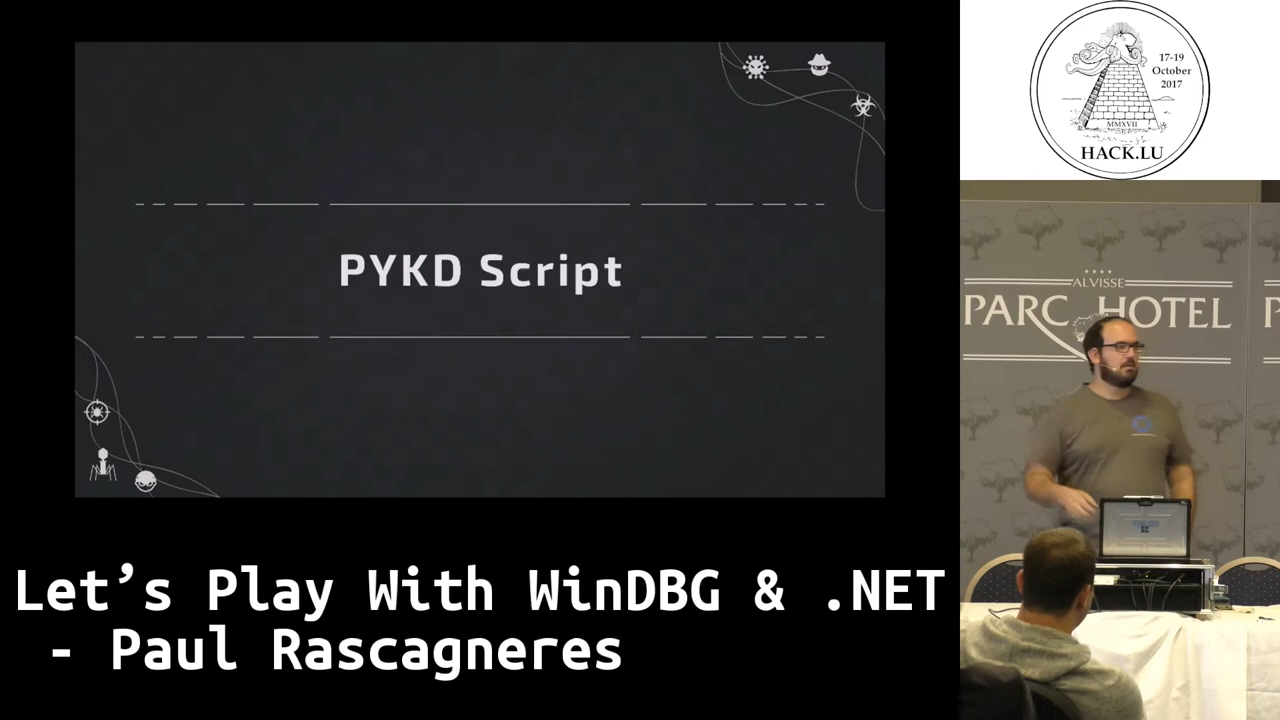 PYKD Script
Let’s Play With WinDBG & .NET
- Paul Rascagneres
17-19
October
2017
MMXVII
HACK.LU
ALVISSE
PARC HOTEL
P